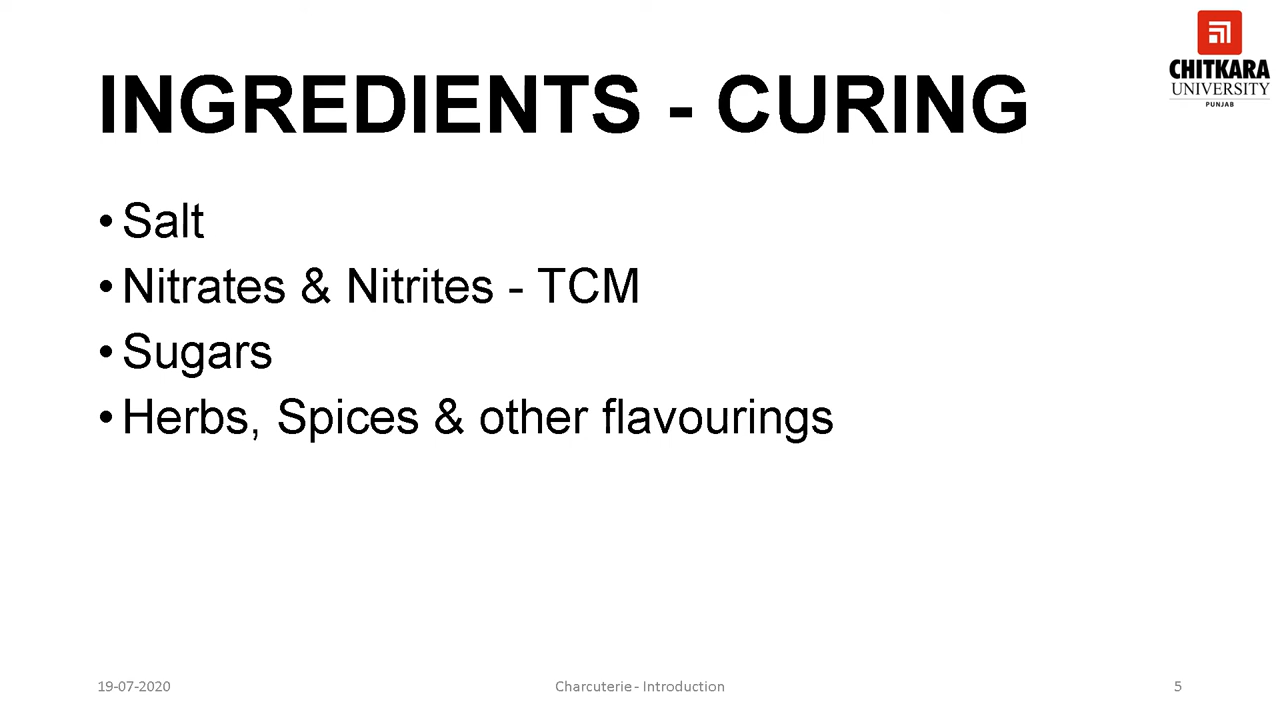 CHITKARA
UNIVERSITY
PUNJAB
INGREDIENTS - CURING
• Salt
• Nitrates & Nitrites - TCM
• Sugars
• Herbs, Spices & other flavourings
19-07-2020
Charcuterie - Introduction
5